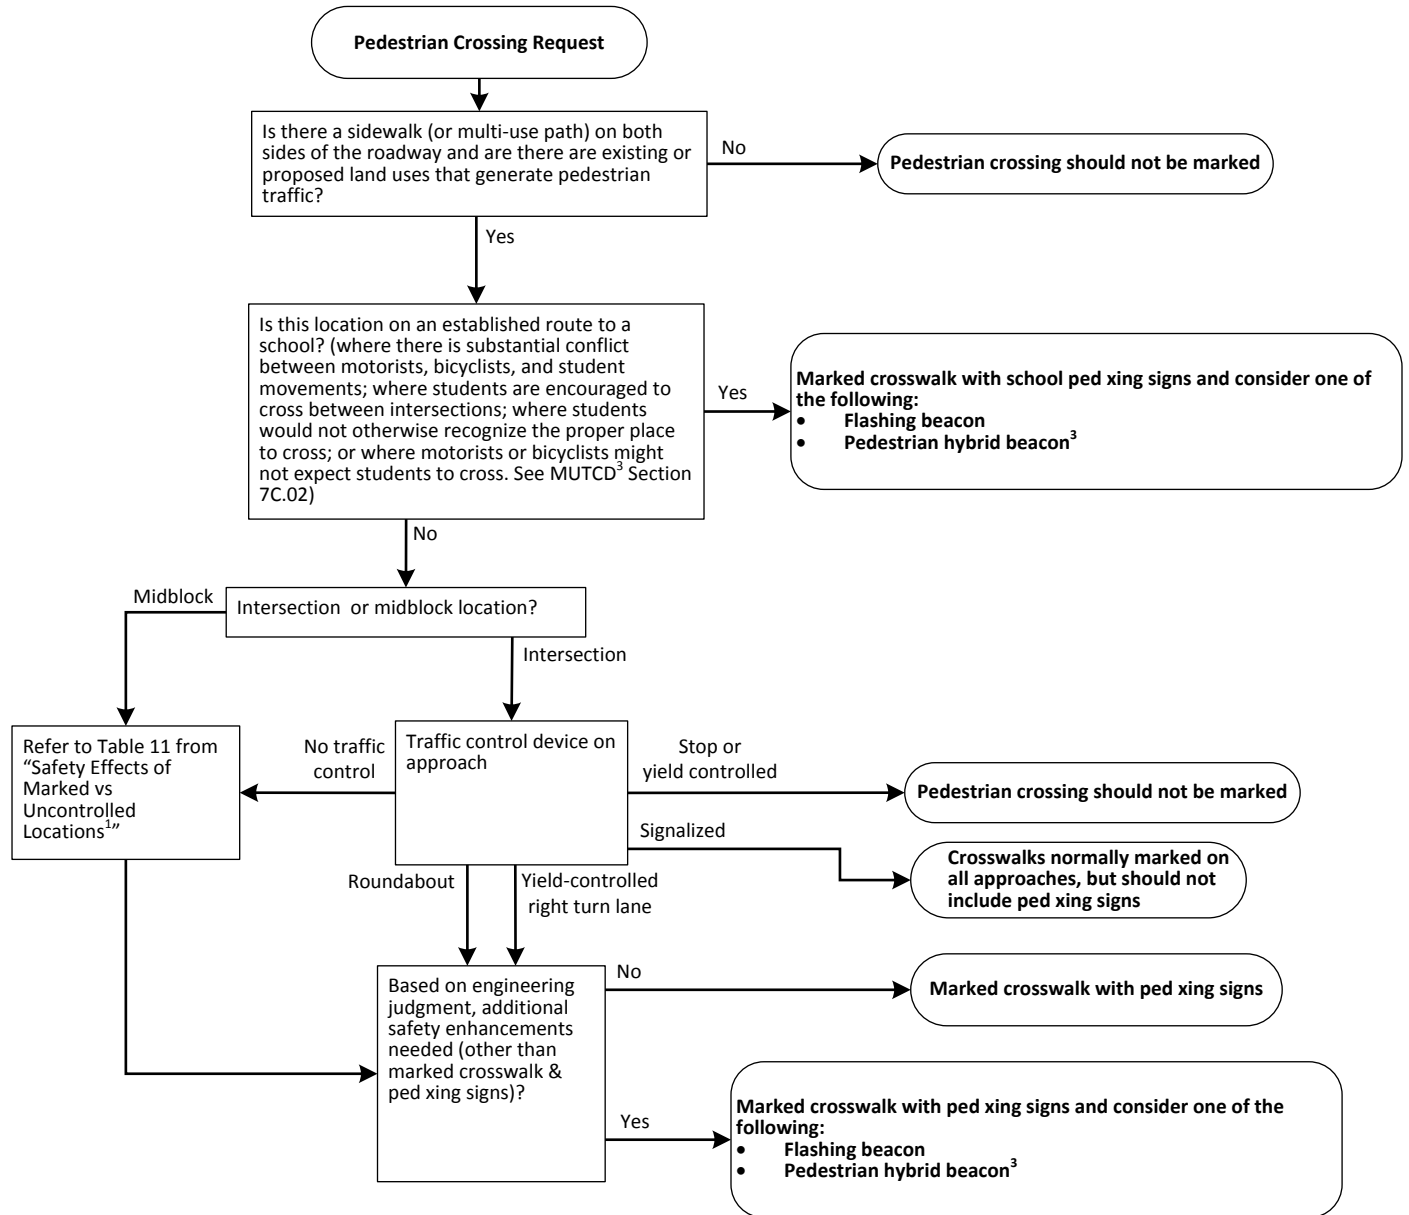 Pedestrian Crossing Request
Is there a sidewalk (or multi-use path) on both
sides of the roadway and are there are existing or
proposed land uses that generate pedestrian
traffic?
No
Pedestrian crossing should not be marked
Yes
Is this location on an established route to a
school? (where there is substantial conflict
between motorists, bicyclists, and student
movements; where students are encouraged to
cross between intersections; where students
would not otherwise recognize the proper place
to cross; or where motorists or bicyclists might
not expect students to cross. See MUTCD³ Section
7C.02)
Yes
Marked crosswalk with school ped xing signs and consider one of
the following:
• Flashing beacon
• Pedestrian hybrid beacon³
No
Midblock
Intersection or midblock location?
Intersection
Refer to Table 11 from
“Safety Effects of
Marked vs
Uncontrolled
Locations¹”
No traffic
control
Traffic control device on
approach
Stop or
yield controlled
Pedestrian crossing should not be marked
Signalized
Crosswalks normally marked on
all approaches, but should not
include ped xing signs
Roundabout
Yield-controlled
right turn lane
Based on engineering
judgment, additional
safety enhancements
needed (other than
marked crosswalk &
ped xing signs)?
No
Marked crosswalk with ped xing signs
Yes
Marked crosswalk with ped xing signs and consider one of the
following:
• Flashing beacon
• Pedestrian hybrid beacon³